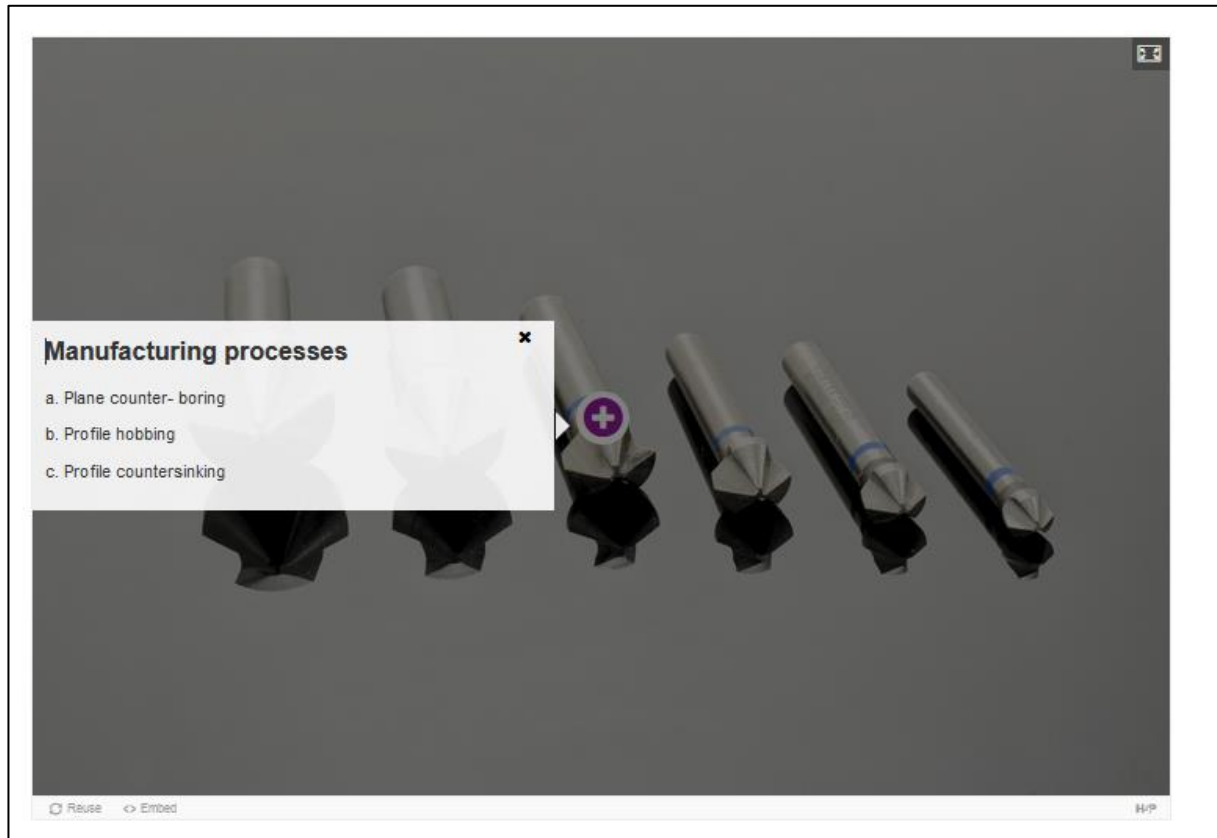 Manufacturing processes
a. Plane counter- boring
b. Profile hobbing
c. Profile countersinking
Reuse <> Embed
H-P